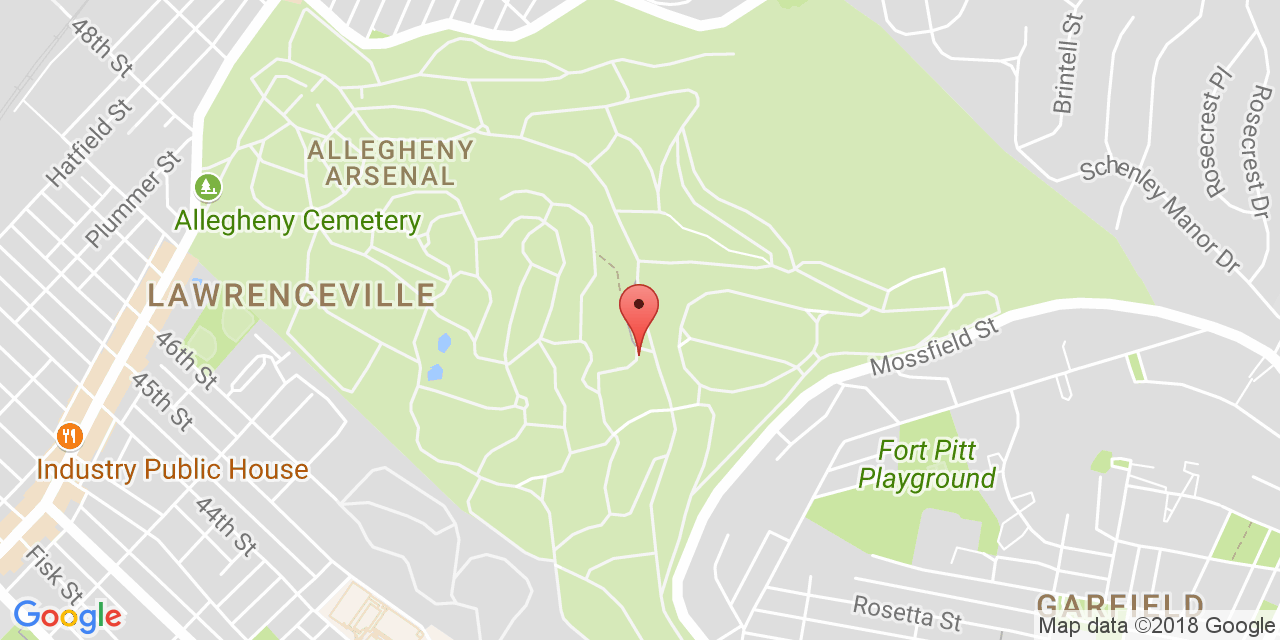 48th St
Hatfield St
Plummer St
ALLEGHENY
ARSENAL
Allegheny Cemetery
LAWRENCEVILLE
46th St
45th St
44th St
Industry Public House
Fisk St
Brintell St
Rosecrest Pl
Rosecrest Dr
Schenley Manor Dr
Mossfield St
Fort Pitt
Playground
Rosetta St
GARFIELD
Google
Map data ©2018 Google